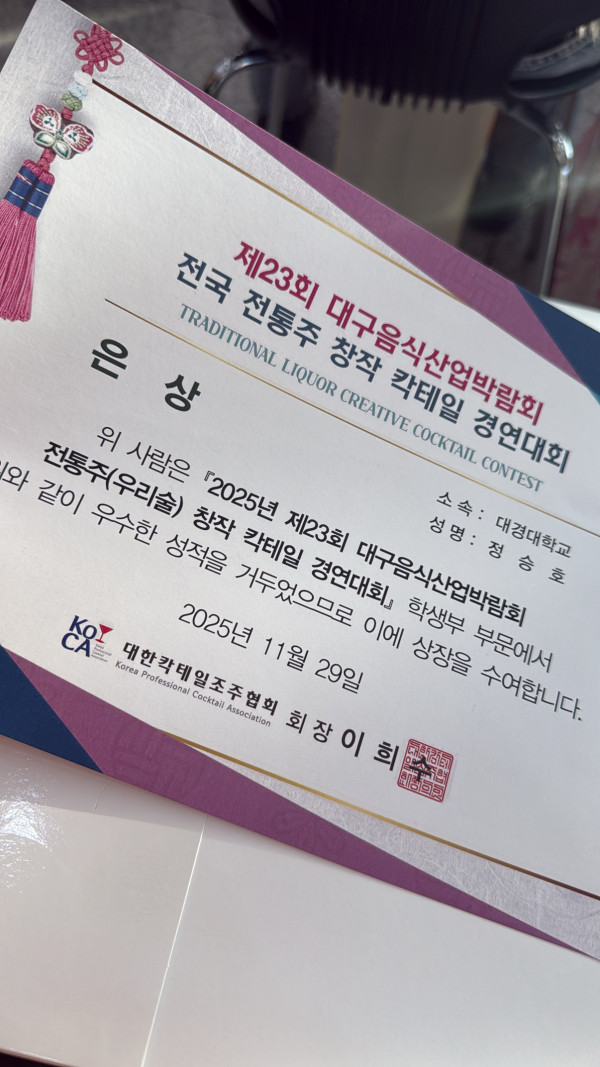 제23회 대구음식산업박람회
전국 전통주 창작 칵테일 경연대회
TRADITIONAL LIQUOR CREATIVE COCKTAIL CONTEST
은 상
소 속 : 대경대학교
성 명 : 정 승 호
위 사람은 『2025년 제23회 대구음식산업박람회
전통주(우리술) 창작 칵테일 경연대회』 학생부 부문에서
와 같이 우수한 성적을 거두었으므로 이에 상장을 수여합니다.
2025년 11월 29일
KOCA
대한칵테일조주협회 회장 이 희 수
Korea Professional Cocktail Association